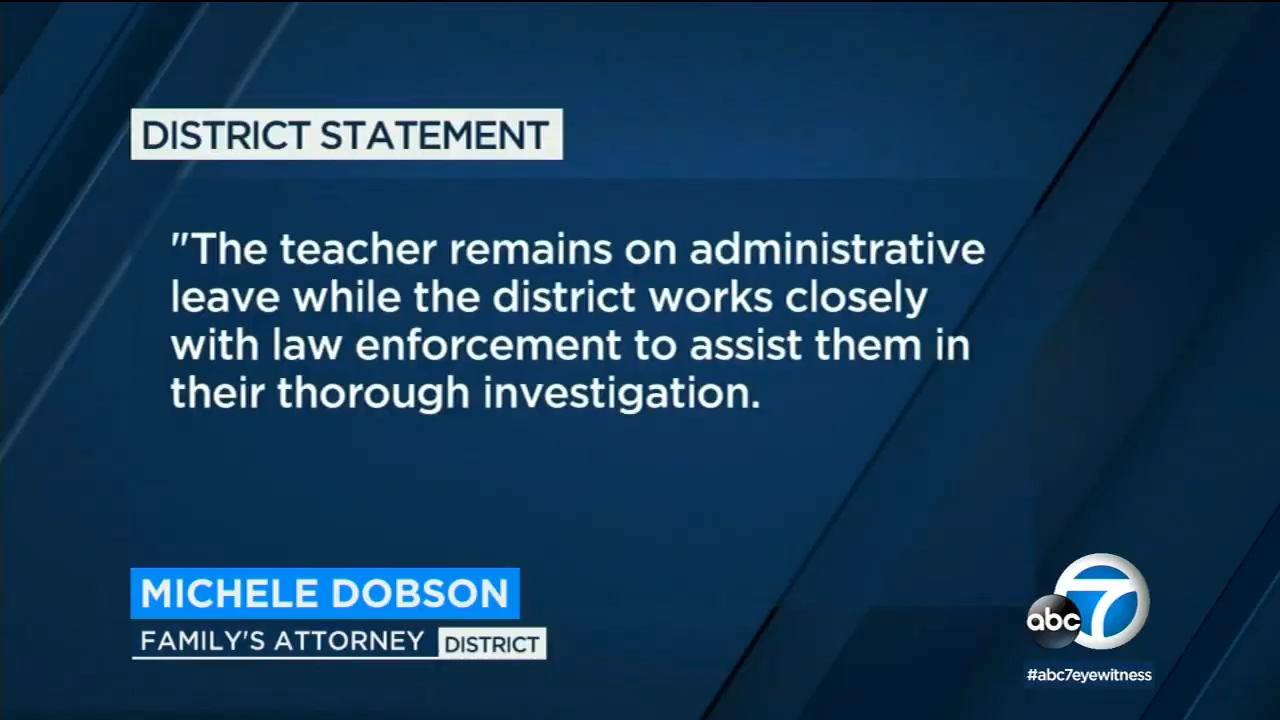 DISTRICT STATEMENT
"The teacher remains on administrative
leave while the district works closely
with law enforcement to assist them in
their thorough investigation.
MICHELE DOBSON
FAMILY'S ATTORNEY DISTRICT
abc 7
#abc7eyewitness